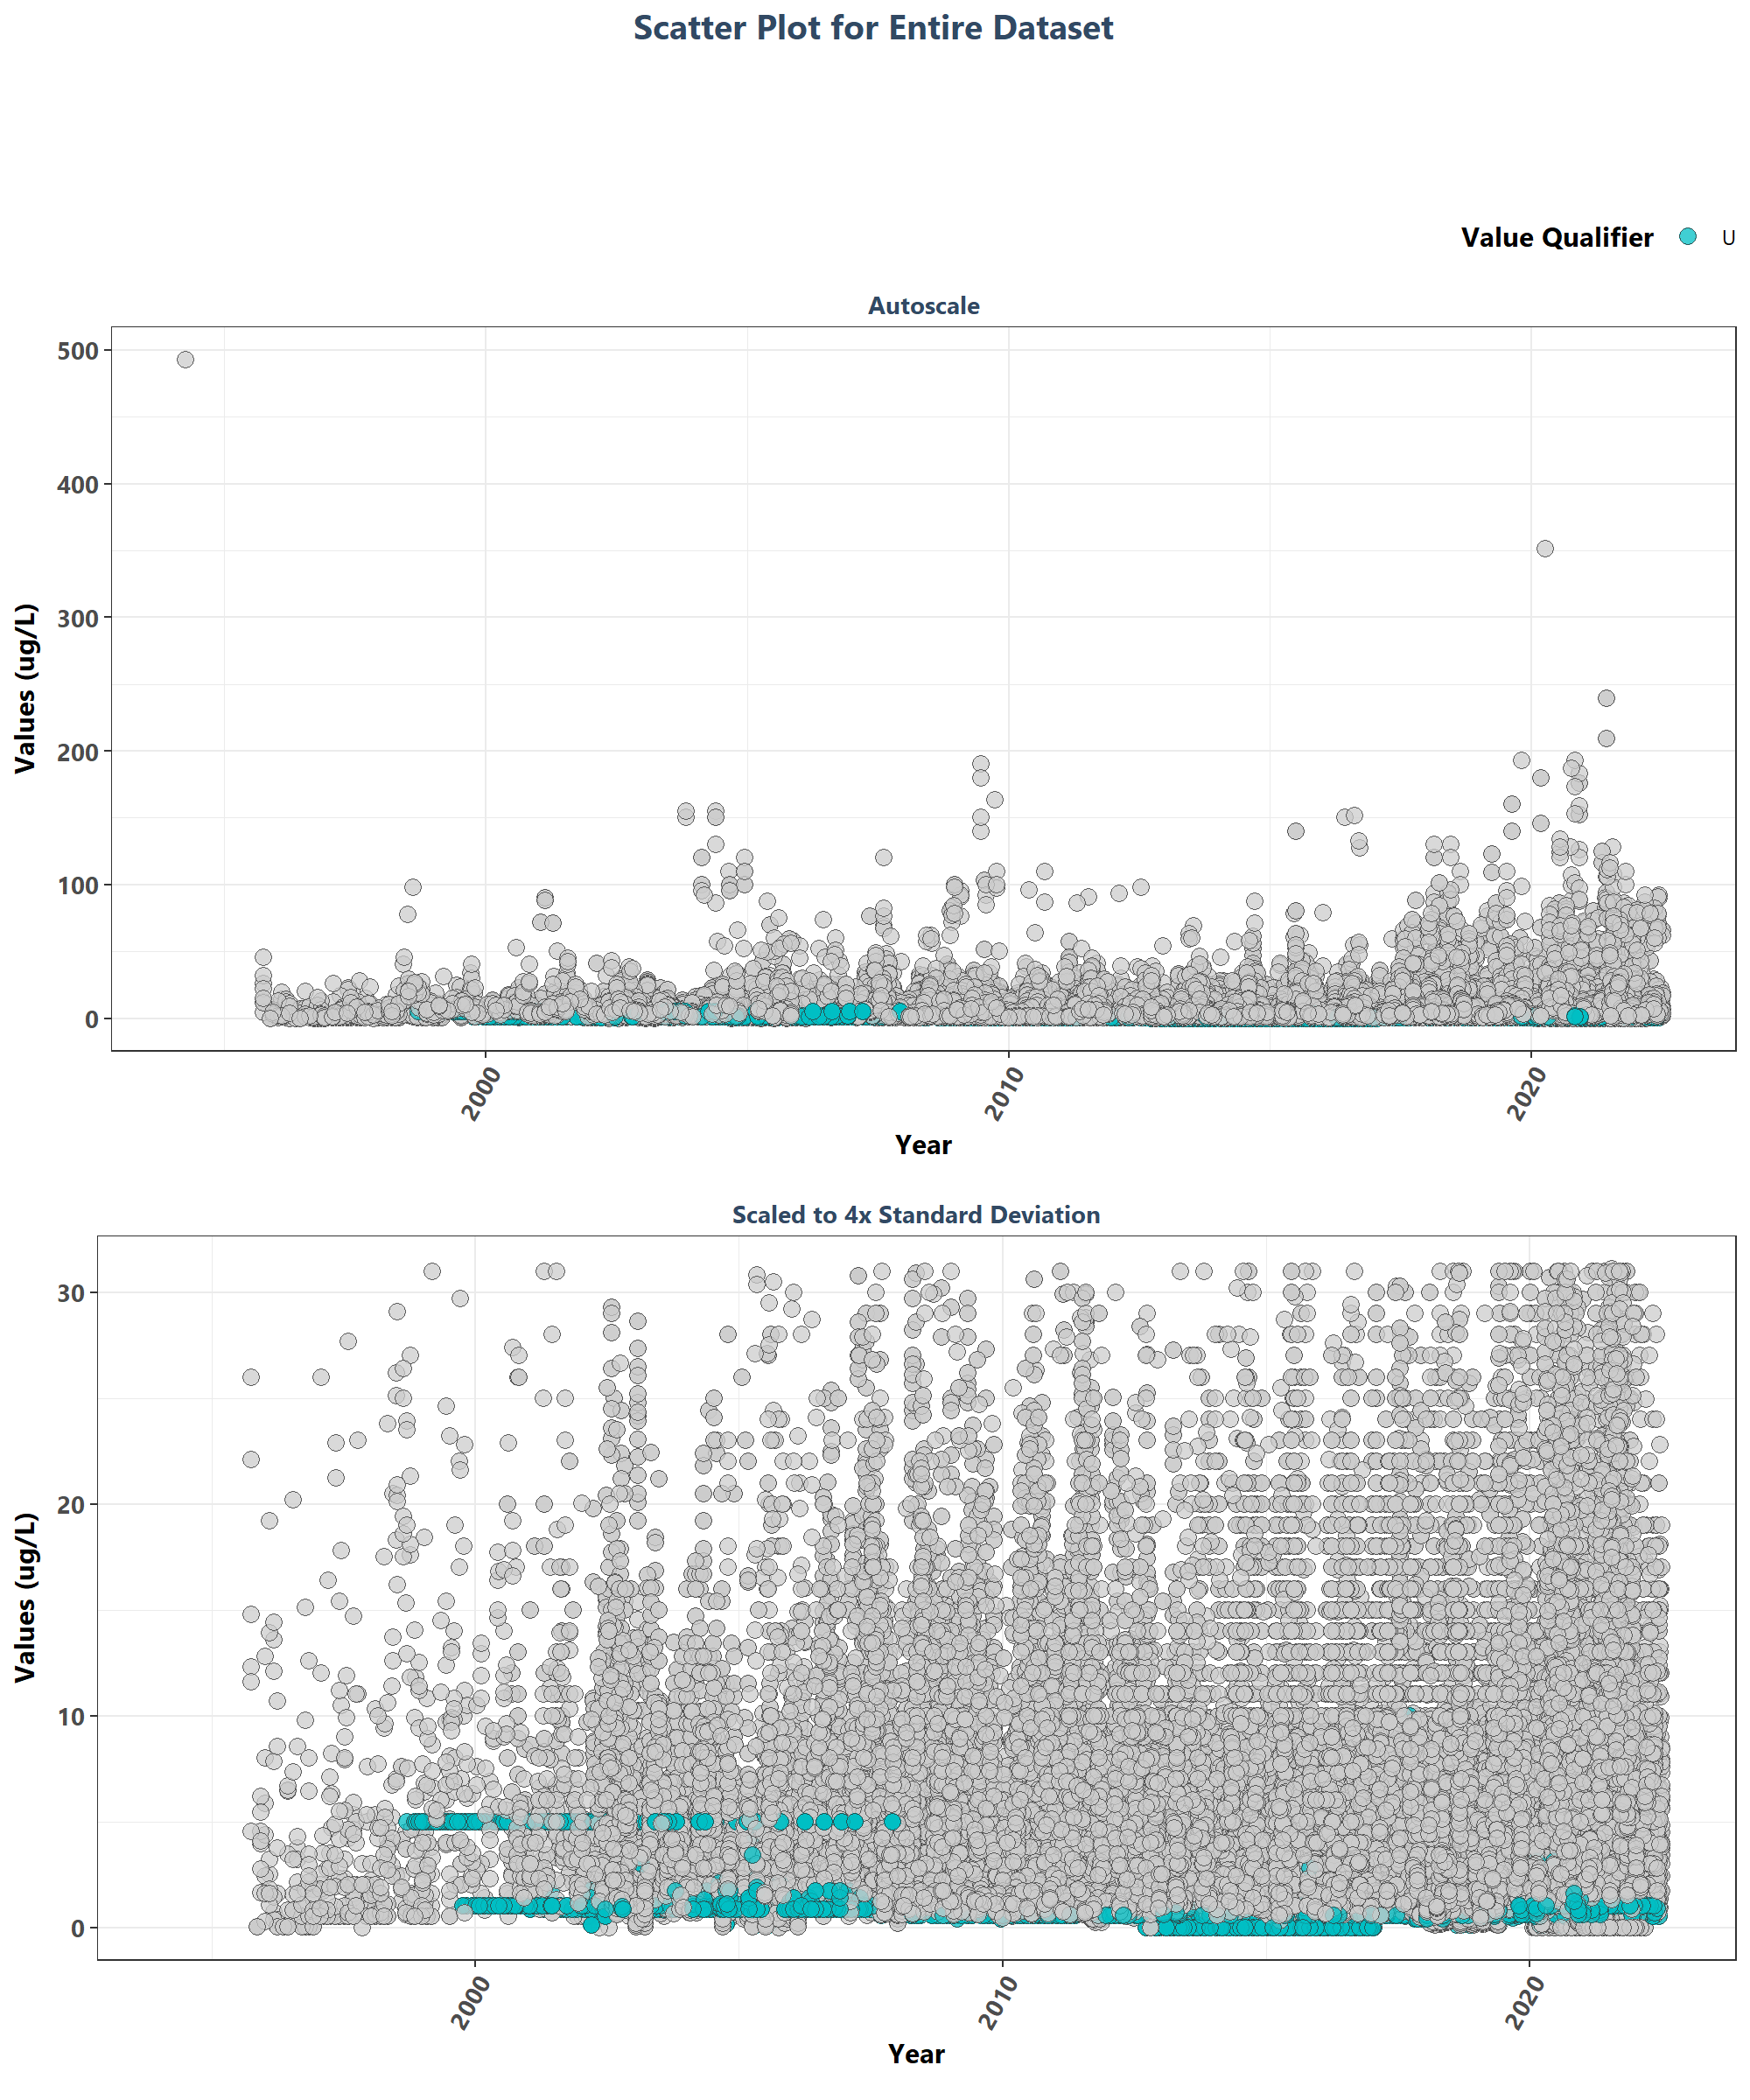 Scatter Plot for Entire Dataset
Value Qualifier U
Autoscale
500
400
300
200
100
0
Values (ug/L)
2000 2010 2020
Year
Scaled to 4x Standard Deviation
30
20
10
0
Values (ug/L)
2000 2010 2020
Year